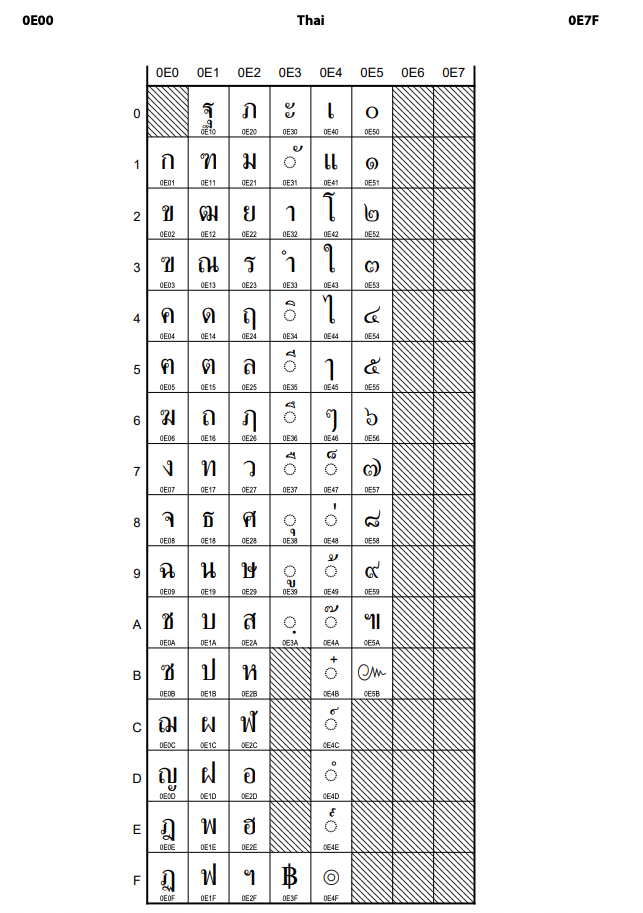 0E00 Thai 0E7F
0E0 0E1 0E2 0E3 0E4 0E5 0E6 0E7
0 ฐ ภ ะ เ ๐
0E10 0E20 0E30 0E40 0E50
1 ก ฑ ม ◌ั แ ๑
0E01 0E11 0E21 0E31 0E41 0E51
2 ข ฒ ย า โ ๒
0E02 0E12 0E22 0E32 0E42 0E52
3 ฃ ณ ร ำ ใ ๓
0E03 0E13 0E23 0E33 0E43 0E53
4 ค ด ฤ ◌ิ ไ ๔
0E04 0E14 0E24 0E34 0E44 0E54
5 ฅ ต ล ◌ี ๅ ๕
0E05 0E15 0E25 0E35 0E45 0E55
6 ฆ ถ ฦ ◌ึ ๆ ๖
0E06 0E16 0E26 0E36 0E46 0E56
7 ง ท ว ◌ื ◌็ ๗
0E07 0E17 0E27 0E37 0E47 0E57
8 จ ธ ศ ◌ุ ◌่ ๘
0E08 0E18 0E28 0E38 0E48 0E58
9 ฉ น ษ ◌ู ◌้ ๙
0E09 0E19 0E29 0E39 0E49 0E59
A ช บ ส ◌ฺ ◌๊ ๚
0E0A 0E1A 0E2A 0E3A 0E4A 0E5A
B ซ ป ห ◌๋ ๛
0E0B 0E1B 0E2B 0E4B 0E5B
C ฌ ผ ฬ ◌์
0E0C 0E1C 0E2C 0E4C
D ญ ฝ อ ◌ํ
0E0D 0E1D 0E2D 0E4D
E ฎ พ ฮ ◌๎
0E0E 0E1E 0E2E 0E4E
F ฏ ฟ ฯ ฿ ๏
0E0F 0E1F 0E2F 0E3F 0E4F